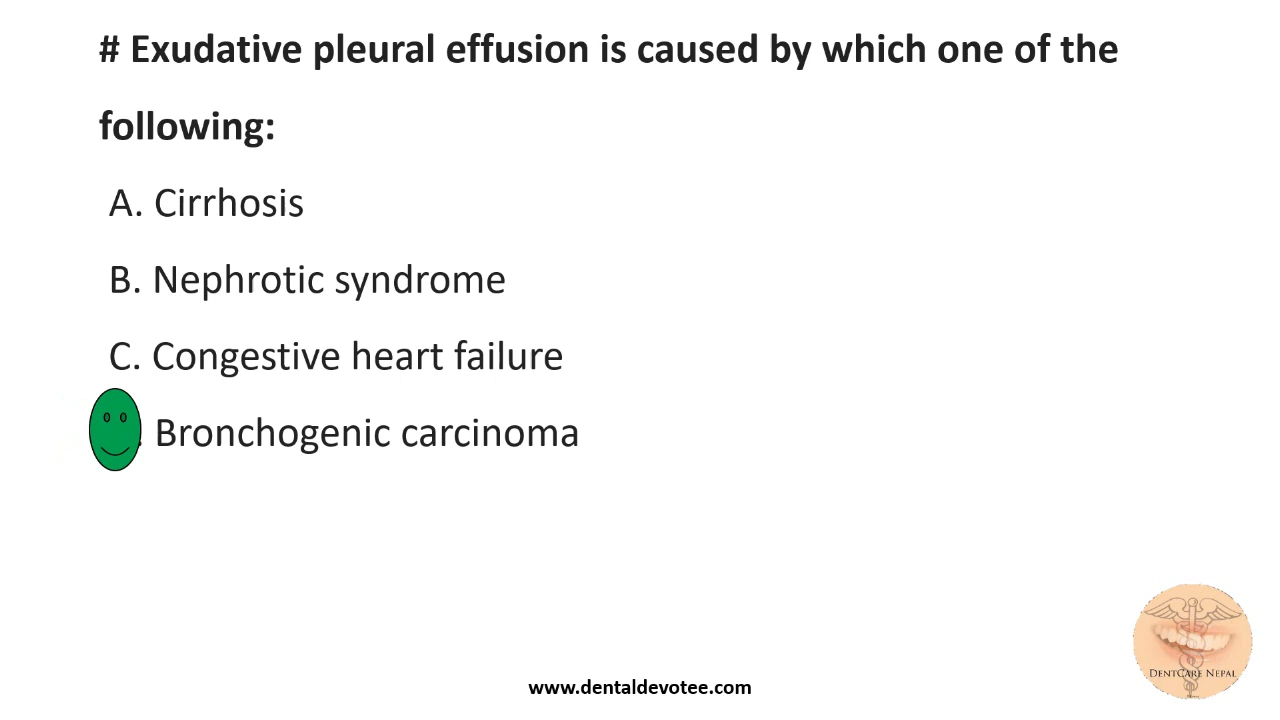 # Exudative pleural effusion is caused by which one of the
following:
A. Cirrhosis
B. Nephrotic syndrome
C. Congestive heart failure
. Bronchogenic carcinoma
DENTCARE NEPAL
www.dentaldevotee.com